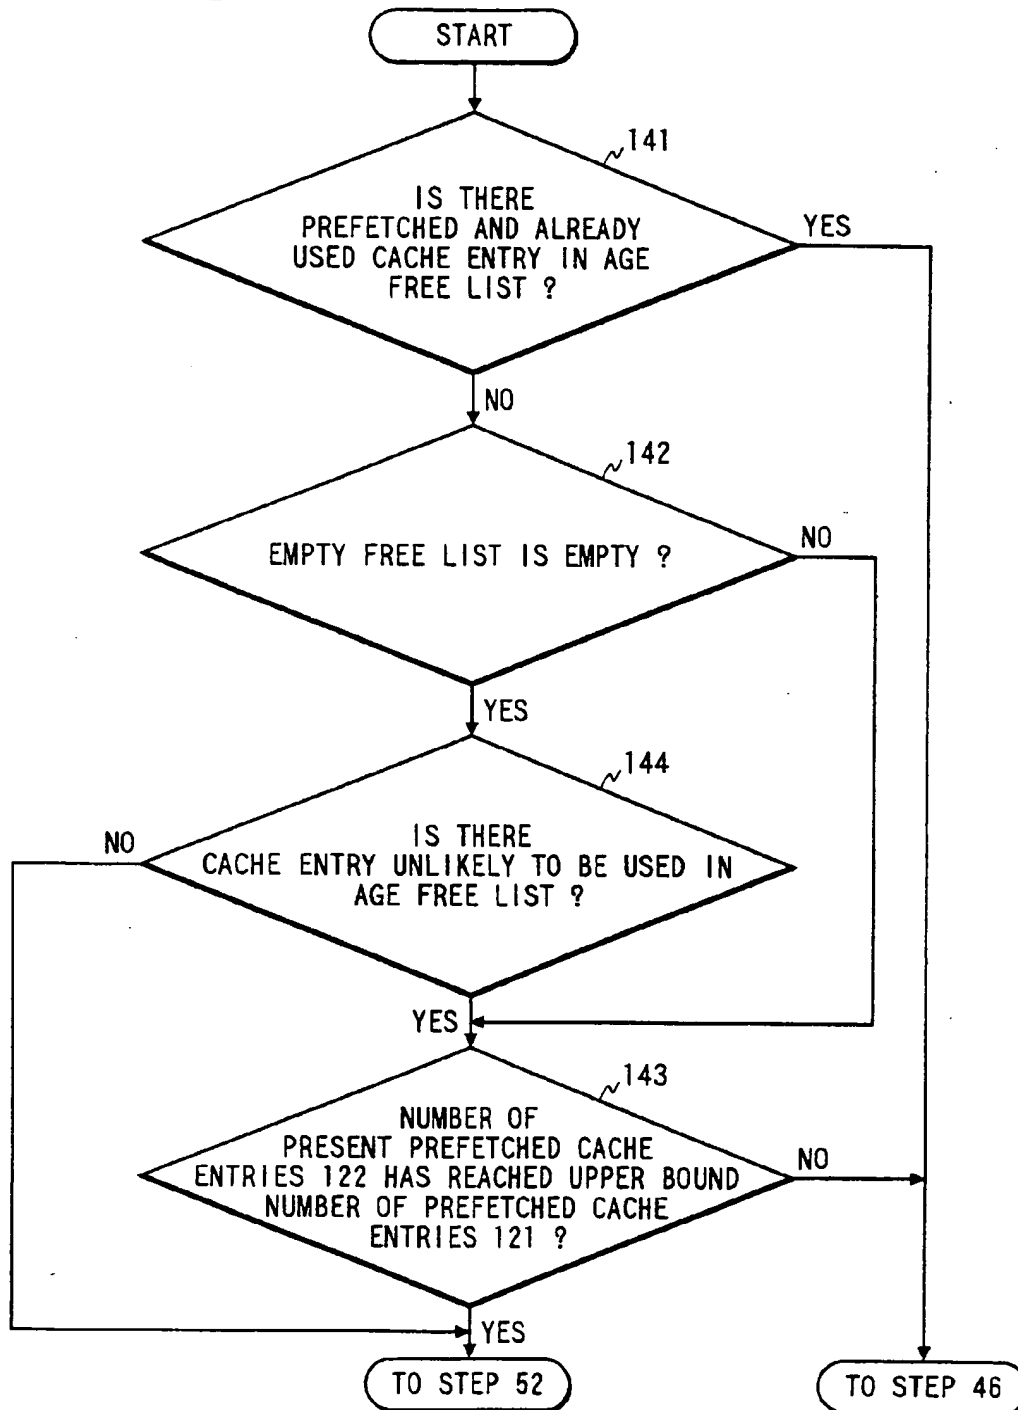 START
141
IS THERE
PREFETCHED AND ALREADY
USED CACHE ENTRY IN AGE
FREE LIST ?
YES
NO
142
EMPTY FREE LIST IS EMPTY ?
NO
YES
144
NO
IS THERE
CACHE ENTRY UNLIKELY TO BE USED IN
AGE FREE LIST ?
YES
143
NUMBER OF
PRESENT PREFETCHED CACHE
ENTRIES 122 HAS REACHED UPPER BOUND
NUMBER OF PREFETCHED CACHE
ENTRIES 121 ?
NO
YES
TO STEP 52
TO STEP 46